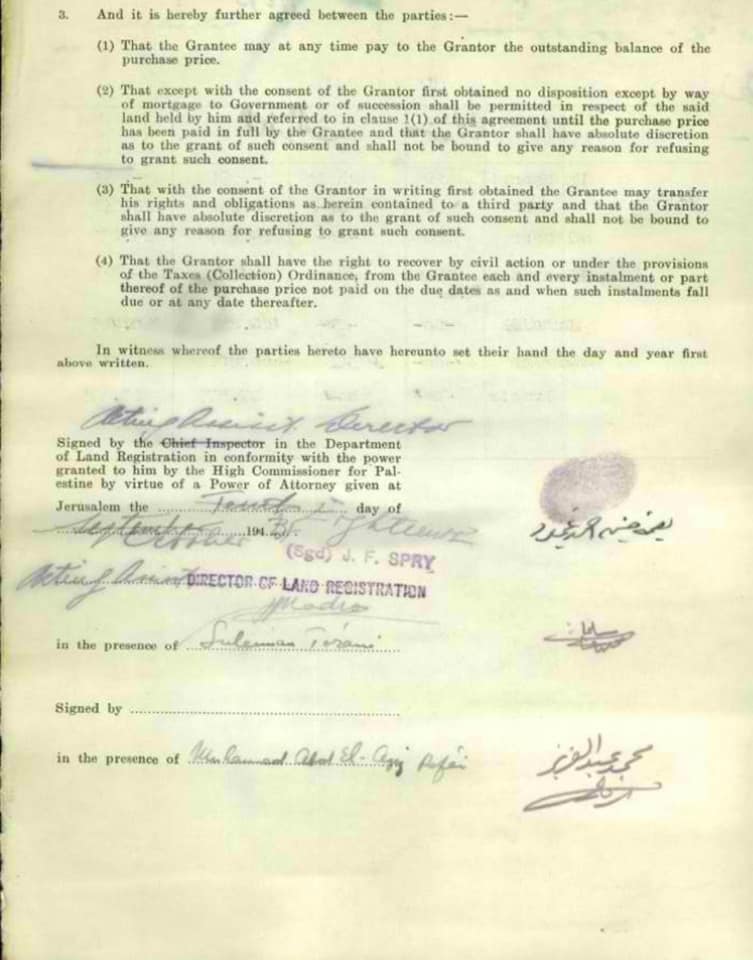 3. And it is hereby further agreed between the parties:—
(1) That the Grantee may at any time pay to the Grantor the outstanding balance of the
purchase price.
(2) That except with the consent of the Grantor first obtained no disposition except by way
of mortgage to Government or of succession shall be permitted in respect of the said
land held by him and referred to in clause 1(1) of this agreement until the purchase price
has been paid in full by the Grantee and that the Grantor shall have absolute discretion
as to the grant of such consent and shall not be bound to give any reason for refusing
to grant such consent.
(3) That with the consent of the Grantor in writing first obtained the Grantee may transfer
his rights and obligations as herein contained to a third party and that the Grantor
shall have absolute discretion as to the grant of such consent and shall not be bound to
give any reason for refusing to grant such consent.
(4) That the Grantor shall have the right to recover by civil action or under the provisions
of the Taxes (Collection) Ordinance, from the Grantee each and every instalment or part
thereof of the purchase price not paid on the due dates as and when such instalments fall
due or at any date thereafter.
In witness whereof the parties hereto have hereunto set their hand the day and year first
above written.
Acting Assist. Director
Signed by the Chief Inspector in the Department
of Land Registration in conformity with the power
granted to him by the High Commissioner for Pal-
estine by virtue of a Power of Attorney given at
Jerusalem the day of
September 194
(Sgd) J. F. SPRY
Acting Assist DIRECTOR OF LAND REGISTRATION
in the presence of Suleiman
Signed by
in the presence of Muhammad Abd El-Aziz
محمد عبد العزيز